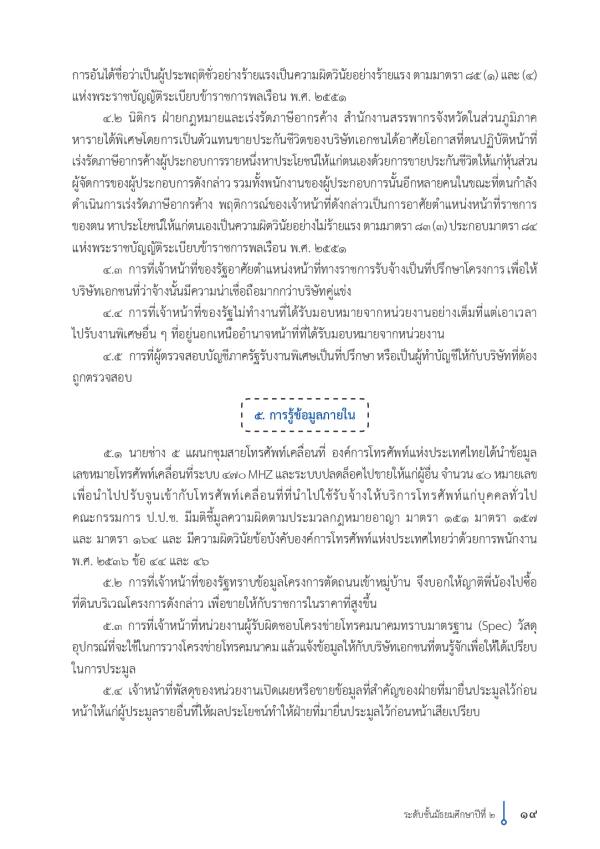 การอันได้ชื่อว่าเป็นผู้ประพฤติชั่วอย่างร้ายแรงเป็นความผิดวินัยอย่างร้ายแรง ตามมาตรา ๘๕ (๑) และ (๔)
แห่งพระราชบัญญัติระเบียบข้าราชการพลเรือน พ.ศ. ๒๕๕๑
๔.๒ นิติกร ฝ่ายกฎหมายและเร่งรัดภาษีอากรค้าง สำนักงานสรรพากรจังหวัดในส่วนภูมิภาค
หารายได้พิเศษโดยการเป็นตัวแทนขายประกันชีวิตของบริษัทเอกชนได้อาศัยโอกาสที่ตนปฏิบัติหน้าที่
เร่งรัดภาษีอากรค้างผู้ประกอบการรายหนึ่งหาประโยชน์ให้แก่ตนเองด้วยการขายประกันชีวิตให้แก่หุ้นส่วน
ผู้จัดการของผู้ประกอบการดังกล่าว รวมทั้งพนักงานของผู้ประกอบการนั้นอีกหลายคนในขณะที่ตนกำลัง
ดำเนินการเร่งรัดภาษีอากรค้าง พฤติการณ์ของเจ้าหน้าที่ดังกล่าวเป็นการอาศัยตำแหน่งหน้าที่ราชการ
ของตน หาประโยชน์ให้แก่ตนเองเป็นความผิดวินัยอย่างไม่ร้ายแรง ตามมาตรา ๘๓ (๓) ประกอบมาตรา ๘๔
แห่งพระราชบัญญัติระเบียบข้าราชการพลเรือน พ.ศ. ๒๕๕๑
๔.๓ การที่เจ้าหน้าที่ของรัฐอาศัยตำแหน่งหน้าที่ทางราชการรับจ้างเป็นที่ปรึกษาโครงการ เพื่อให้
บริษัทเอกชนที่ว่าจ้างนั้นมีความน่าเชื่อถือมากกว่าบริษัทคู่แข่ง
๔.๔ การที่เจ้าหน้าที่ของรัฐไม่ทำงานที่ได้รับมอบหมายจากหน่วยงานอย่างเต็มที่แต่เอาเวลา
ไปรับงานพิเศษอื่น ๆ ที่อยู่นอกเหนืออำนาจหน้าที่ที่ได้รับมอบหมายจากหน่วยงาน
๔.๕ การที่ผู้ตรวจสอบบัญชีภาครัฐรับงานพิเศษเป็นที่ปรึกษา หรือเป็นผู้ทำบัญชีให้กับบริษัทที่ต้อง
ถูกตรวจสอบ
๕. การรู้ข้อมูลภายใน
๕.๑ นายช่าง ๕ แผนกชุมสายโทรศัพท์เคลื่อนที่ องค์การโทรศัพท์แห่งประเทศไทยได้นำข้อมูล
เลขหมายโทรศัพท์เคลื่อนที่ระบบ ๔๗๐ MHZ และระบบปลดล็อคไปขายให้แก่ผู้อื่น จำนวน ๔๐ หมายเลข
เพื่อนำไปปรับจูนเข้ากับโทรศัพท์เคลื่อนที่ที่นำไปใช้รับจ้างให้บริการโทรศัพท์แก่บุคคลทั่วไป
คณะกรรมการ ป.ป.ช. มีมติชี้มูลความผิดตามประมวลกฎหมายอาญา มาตรา ๑๕๑ มาตรา ๑๕๗
และ มาตรา ๑๖๔ และ มีความผิดวินัยข้อบังคับองค์การโทรศัพท์แห่งประเทศไทยว่าด้วยการพนักงาน
พ.ศ. ๒๕๓๖ ข้อ ๔๔ และ ๔๖
๕.๒ การที่เจ้าหน้าที่ของรัฐทราบข้อมูลโครงการตัดถนนเข้าหมู่บ้าน จึงบอกให้ญาติพี่น้องไปซื้อ
ที่ดินบริเวณโครงการดังกล่าว เพื่อขายให้กับราชการในราคาที่สูงขึ้น
๕.๓ การที่เจ้าหน้าที่หน่วยงานผู้รับผิดชอบโครงข่ายโทรคมนาคมทราบมาตรฐาน (Spec) วัสดุ
อุปกรณ์ที่จะใช้ในการวางโครงข่ายโทรคมนาคม แล้วแจ้งข้อมูลให้กับบริษัทเอกชนที่ตนรู้จักเพื่อให้ได้เปรียบ
ในการประมูล
๕.๔ เจ้าหน้าที่พัสดุของหน่วยงานเปิดเผยหรือขายข้อมูลที่สำคัญของฝ่ายที่มายื่นประมูลไว้ก่อน
หน้าให้แก่ผู้ประมูลรายอื่นที่ให้ผลประโยชน์ทำให้ฝ่ายที่มายื่นประมูลไว้ก่อนหน้าเสียเปรียบ
ระดับชั้นมัธยมศึกษาปีที่ ๒ ๑๙